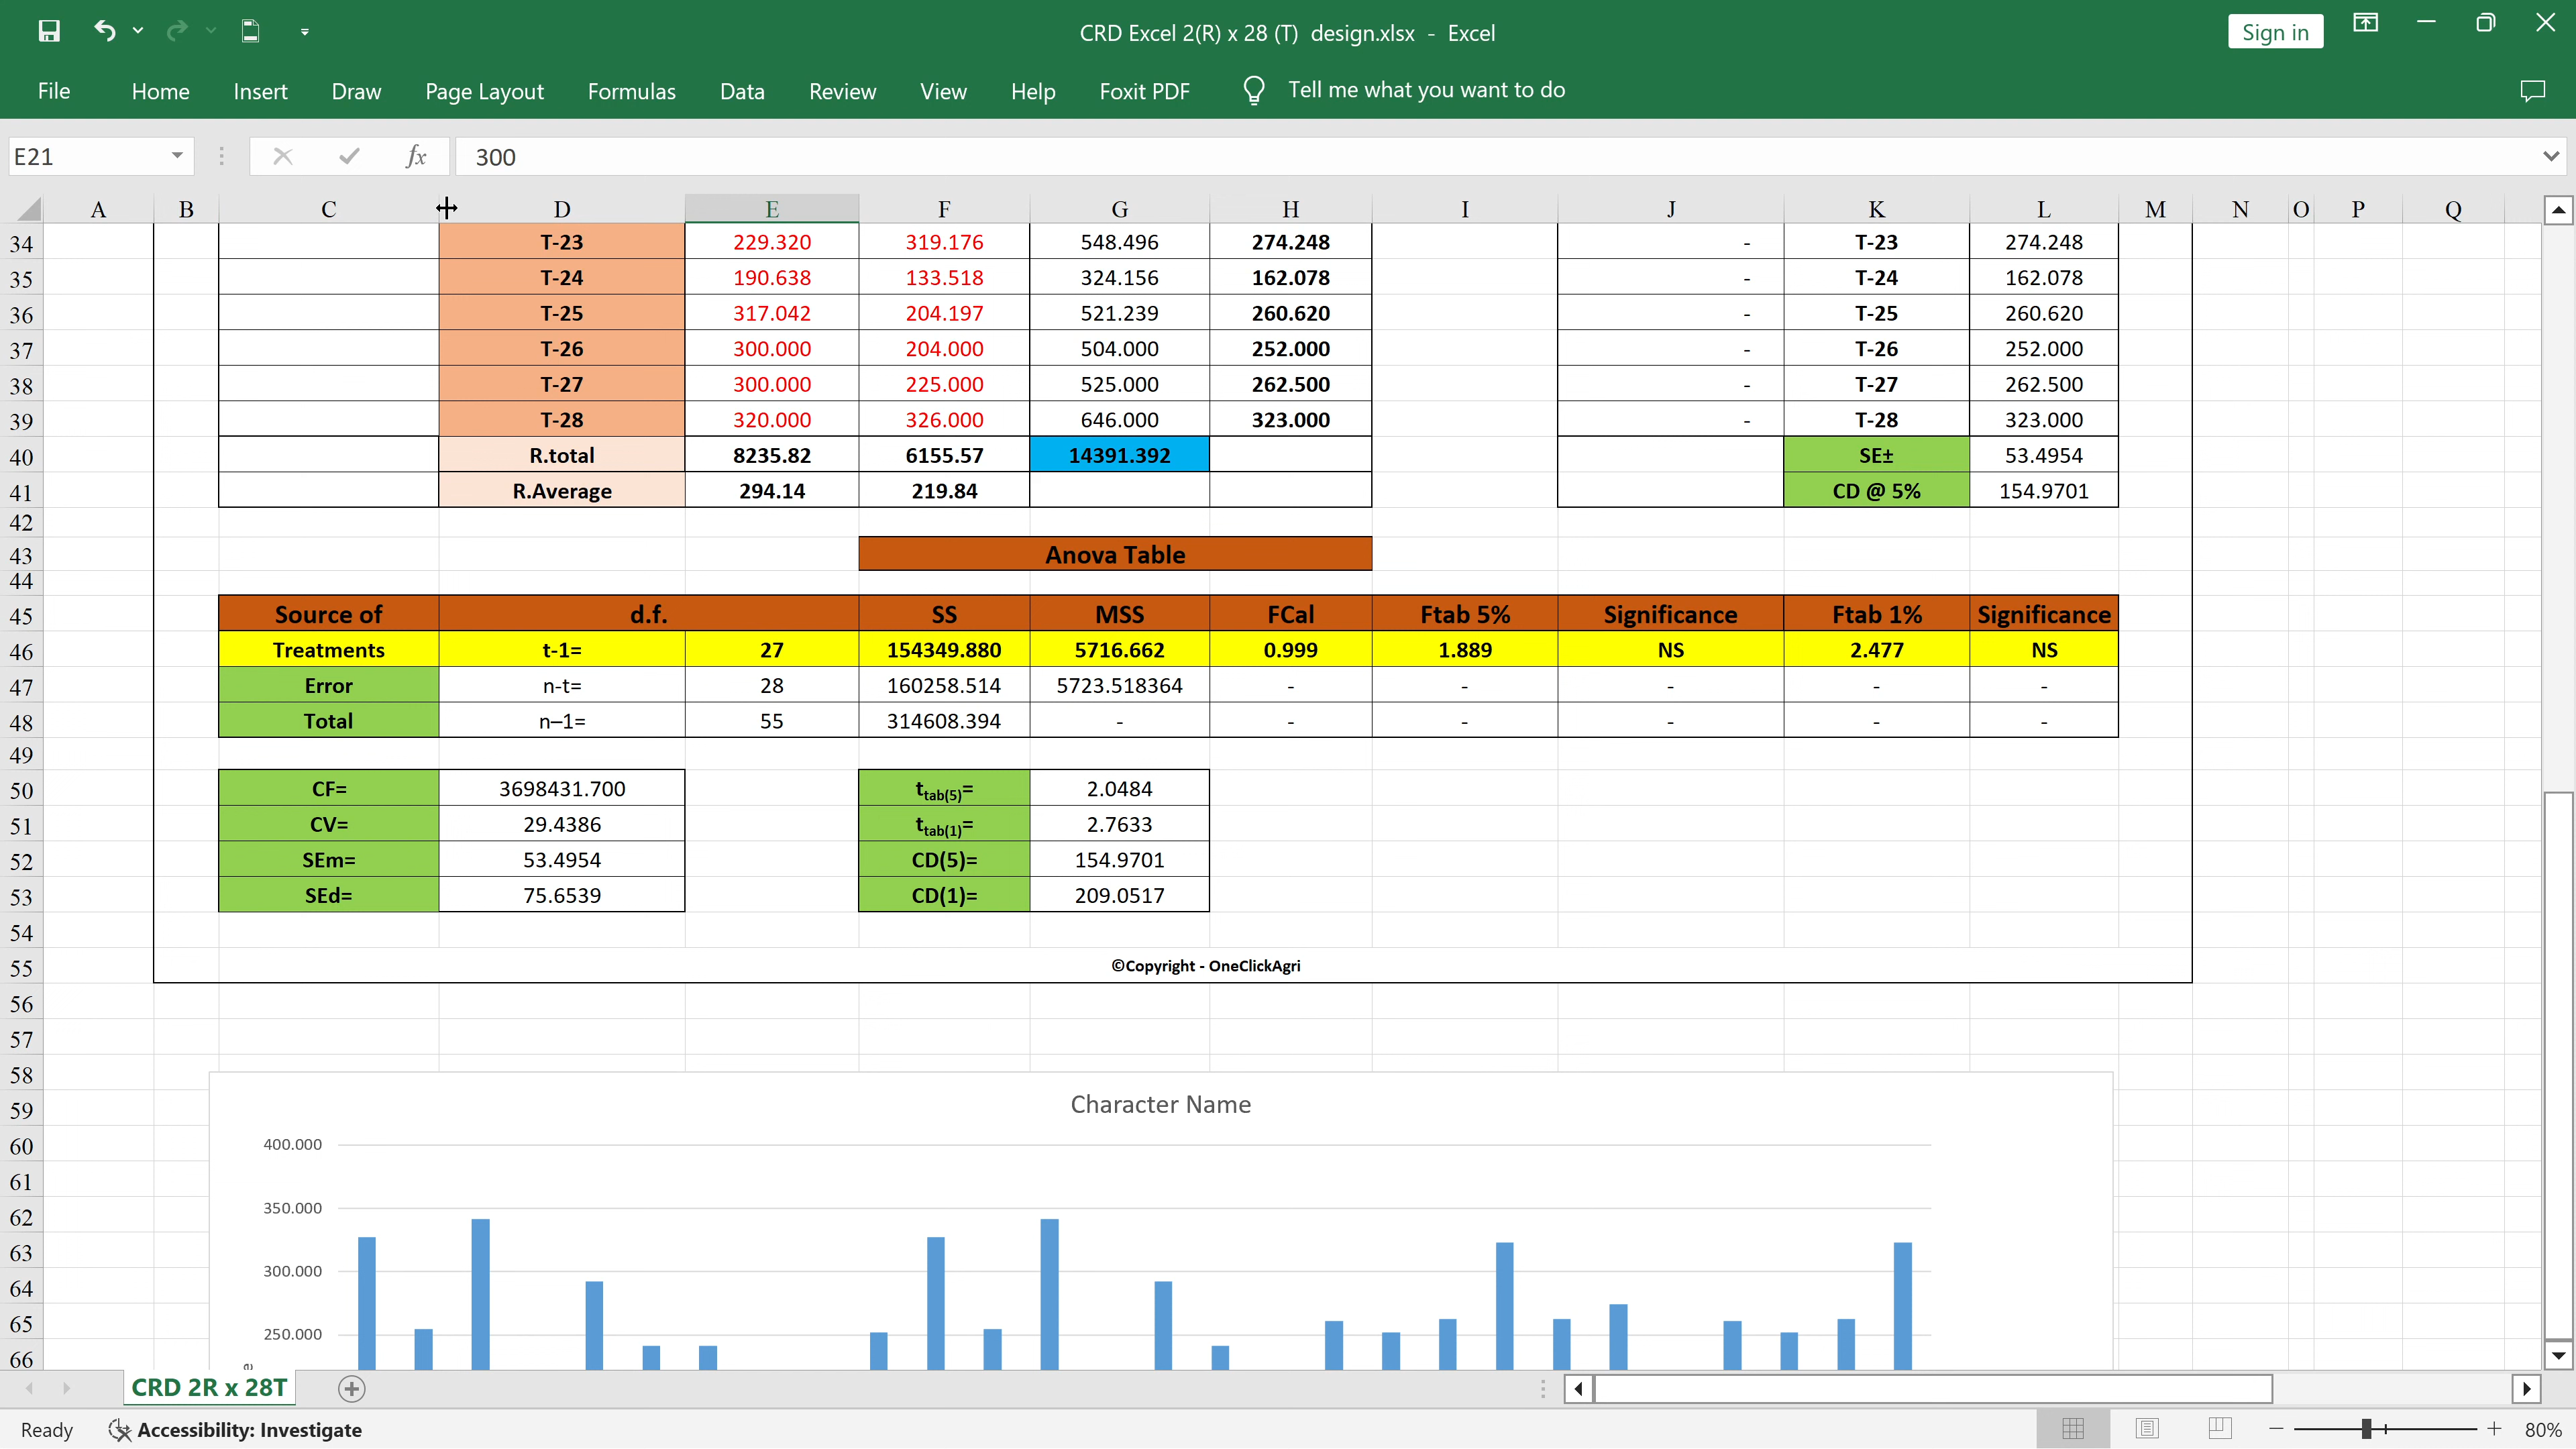 CRD Excel 2(R) x 28 (T) design.xlsx - Excel
Sign in
File Home Insert Draw Page Layout Formulas Data Review View Help Foxit PDF Tell me what you want to do
E21 fx 300
A B C D E F G H I J K L M N O P Q
34 T-23 229.320 319.176 548.496 274.248 - T-23 274.248
35 T-24 190.638 133.518 324.156 162.078 - T-24 162.078
36 T-25 317.042 204.197 521.239 260.620 - T-25 260.620
37 T-26 300.000 204.000 504.000 252.000 - T-26 252.000
38 T-27 300.000 225.000 525.000 262.500 - T-27 262.500
39 T-28 320.000 326.000 646.000 323.000 - T-28 323.000
40 R.total 8235.82 6155.57 14391.392 SE± 53.4954
41 R.Average 294.14 219.84 CD @ 5% 154.9701
42
43 Anova Table
44
45 Source of d.f. SS MSS FCal Ftab 5% Significance Ftab 1% Significance
46 Treatments t-1= 27 154349.880 5716.662 0.999 1.889 NS 2.477 NS
47 Error n-t= 28 160258.514 5723.518364 - - - - -
48 Total n–1= 55 314608.394 - - - - - -
49
50 CF= 3698431.700 ttab(5)= 2.0484
51 CV= 29.4386 ttab(1)= 2.7633
52 SEm= 53.4954 CD(5)= 154.9701
53 SEd= 75.6539 CD(1)= 209.0517
54
55 ©Copyright - OneClickAgri
56
57
58
59 Character Name
60 400.000
61
62 350.000
63
64 300.000
65 250.000
66
CRD 2R x 28T
Ready Accessibility: Investigate 80%